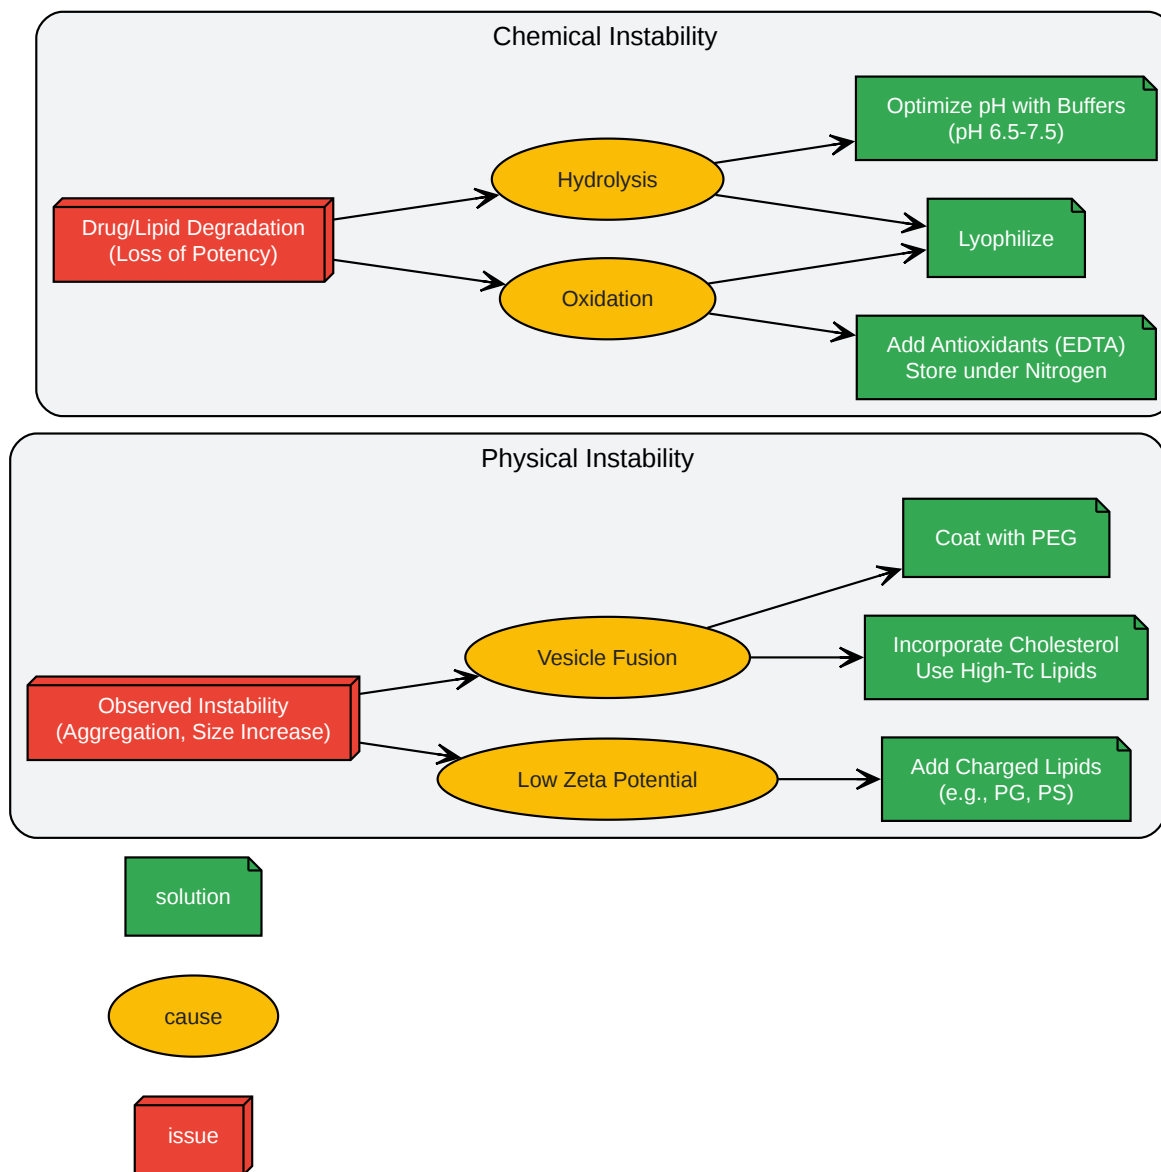 Chemical Instability
Drug/Lipid Degradation
(Loss of Potency)
Hydrolysis
Oxidation
Optimize pH with Buffers
(pH 6.5-7.5)
Lyophilize
Add Antioxidants (EDTA)
Store under Nitrogen
Physical Instability
Observed Instability
(Aggregation, Size Increase)
Vesicle Fusion
Low Zeta Potential
Coat with PEG
Incorporate Cholesterol
Use High-Tc Lipids
Add Charged Lipids
(e.g., PG, PS)
solution
cause
issue